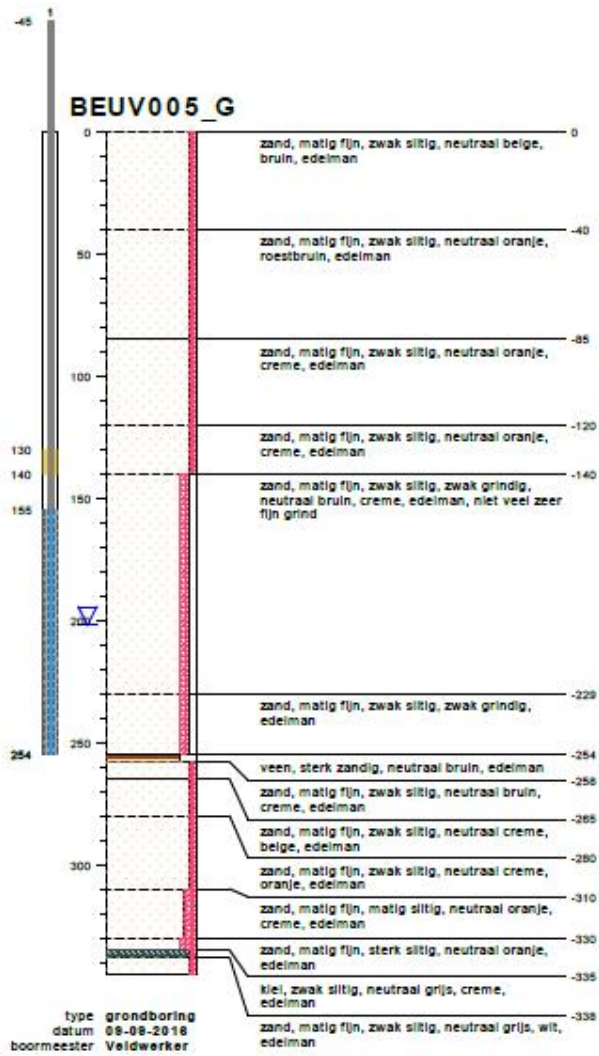 1
-45
BEUV005_G
0
0
zand, matig fijn, zwak siltig, neutraal beige,
bruin, edelman
-40
zand, matig fijn, zwak siltig, neutraal oranje,
roestbruin, edelman
50
-85
zand, matig fijn, zwak siltig, neutraal oranje,
creme, edelman
100
-120
zand, matig fijn, zwak siltig, neutraal oranje,
creme, edelman
130
140
-140
zand, matig fijn, zwak siltig, zwak grindig,
neutraal bruin, creme, edelman, niet veel zeer
fijn grind
150
155
200
-229
zand, matig fijn, zwak siltig, zwak grindig,
edelman
250
254
-254
veen, sterk zandig, neutraal bruin, edelman
-258
zand, matig fijn, zwak siltig, neutraal bruin,
creme, edelman
-265
zand, matig fijn, zwak siltig, neutraal creme,
beige, edelman
-280
zand, matig fijn, zwak siltig, neutraal creme,
oranje, edelman
300
-310
zand, matig fijn, matig siltig, neutraal oranje,
creme, edelman
-330
zand, matig fijn, sterk siltig, neutraal oranje,
edelman
-335
klei, zwak siltig, neutraal grijs, creme,
edelman
-338
zand, matig fijn, zwak siltig, neutraal grijs, wit,
edelman
type grondboring
datum 09-09-2016
boormeester Veldwerker